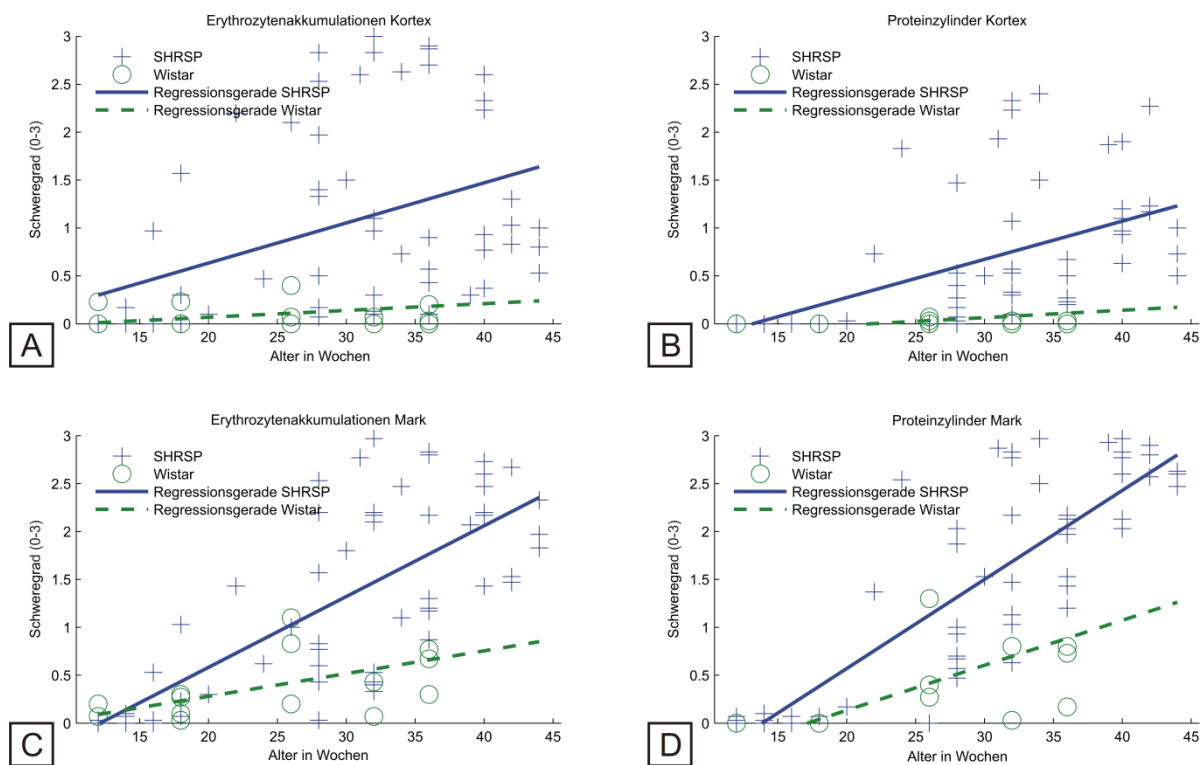 Erythrozytenakkumulationen Kortex
3
2.5
2
1.5
1
0.5
0
Schweregrad (0-3)
SHRSP
Wistar
Regressionsgerade SHRSP
Regressionsgerade Wistar
15 20 25 30 35 40 45
Alter in Wochen
A
Proteinzylinder Kortex
3
2.5
2
1.5
1
0.5
0
Schweregrad (0-3)
SHRSP
Wistar
Regressionsgerade SHRSP
Regressionsgerade Wistar
15 20 25 30 35 40 45
Alter in Wochen
B
Erythrozytenakkumulationen Mark
3
2.5
2
1.5
1
0.5
0
Schweregrad (0-3)
SHRSP
Wistar
Regressionsgerade SHRSP
Regressionsgerade Wistar
15 20 25 30 35 40 45
Alter in Wochen
C
Proteinzylinder Mark
3
2.5
2
1.5
1
0.5
0
Schweregrad (0-3)
SHRSP
Wistar
Regressionsgerade SHRSP
Regressionsgerade Wistar
15 20 25 30 35 40 45
Alter in Wochen
D